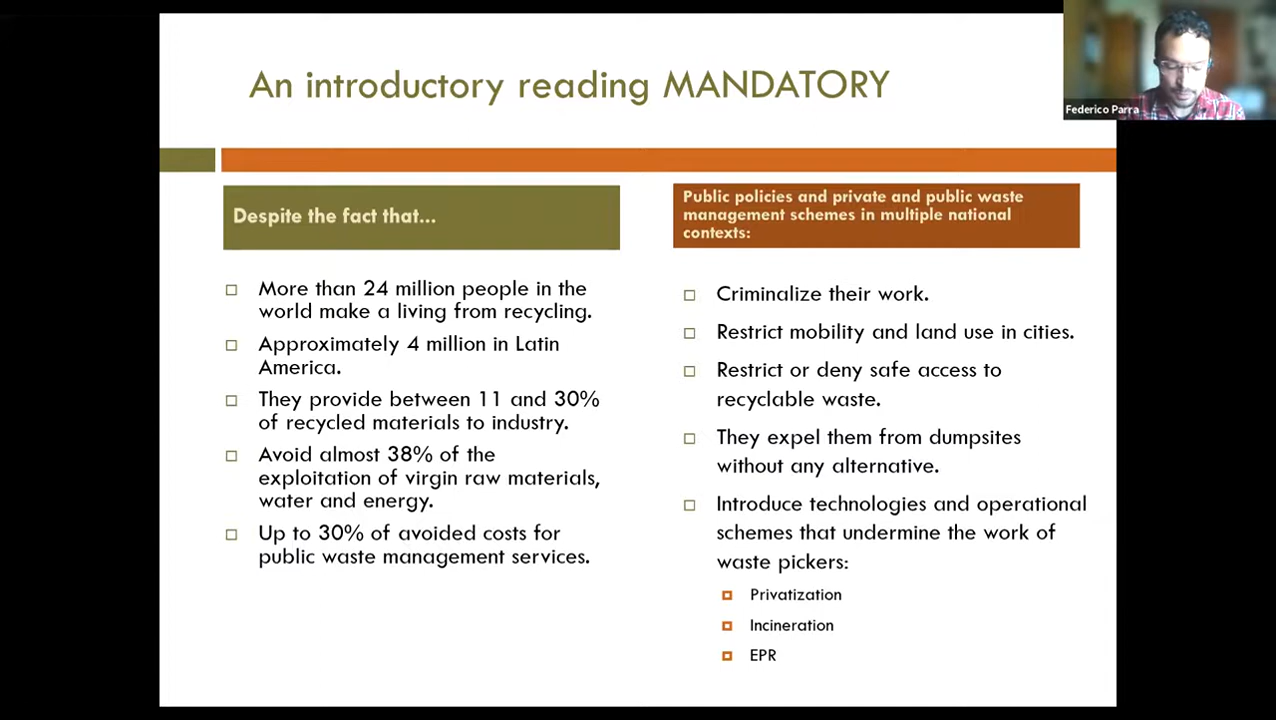 An introductory reading MANDATORY
Federico Parra
Despite the fact that...
More than 24 million people in the
world make a living from recycling.
Approximately 4 million in Latin
America.
They provide between 11 and 30%
of recycled materials to industry.
Avoid almost 38% of the
exploitation of virgin raw materials,
water and energy.
Up to 30% of avoided costs for
public waste management services.
Public policies and private and public waste
management schemes in multiple national
contexts:
Criminalize their work.
Restrict mobility and land use in cities.
Restrict or deny safe access to
recyclable waste.
They expel them from dumpsites
without any alternative.
Introduce technologies and operational
schemes that undermine the work of
waste pickers:
Privatization
Incineration
EPR